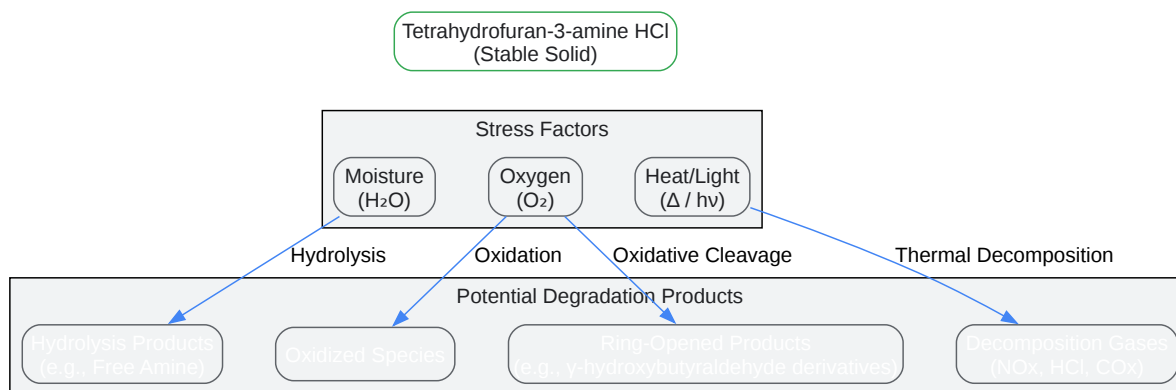 Tetrahydrofuran-3-amine HCl
(Stable Solid)
Stress Factors
Moisture
(H₂O)
Oxygen
(O₂)
Heat/Light
(Δ / hν)
Hydrolysis
Oxidation
Oxidative Cleavage
Thermal Decomposition
Potential Degradation Products
Hydrolysis Products
(e.g., Free Amine)
Oxidized Species
Ring-Opened Products
(e.g., γ-hydroxybutyraldehyde derivatives)
Decomposition Gases
(NOx, HCl, COx)